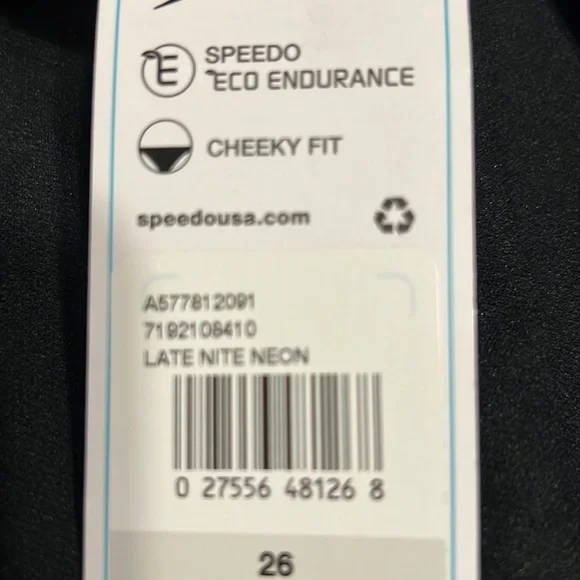 SPEEDO
ECO ENDURANCE
CHEEKY FIT
speedousa.com
A577812091
7192108410
LATE NITE NEON
0 27556 48126 8
26